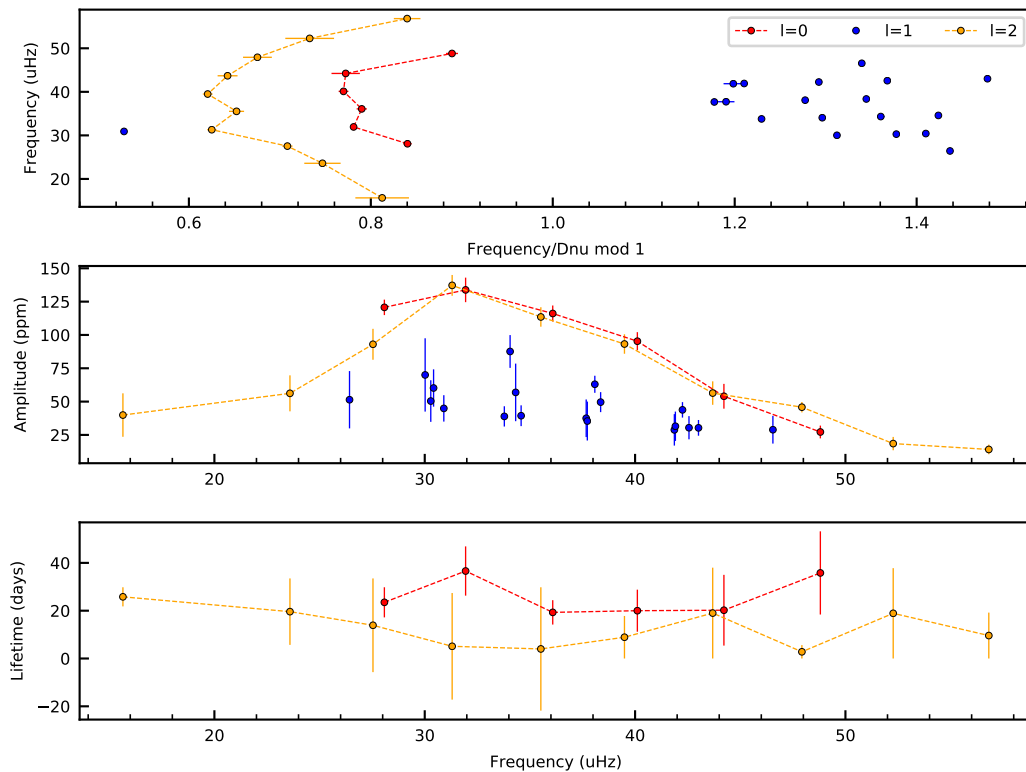 l=0 l=1 l=2
Frequency (uHz)
50
40
30
20
0.6 0.8 1.0 1.2 1.4
Frequency/Dnu mod 1
Amplitude (ppm)
150
125
100
75
50
25
20 30 40 50
Lifetime (days)
40
20
0
−20
20 30 40 50
Frequency (uHz)